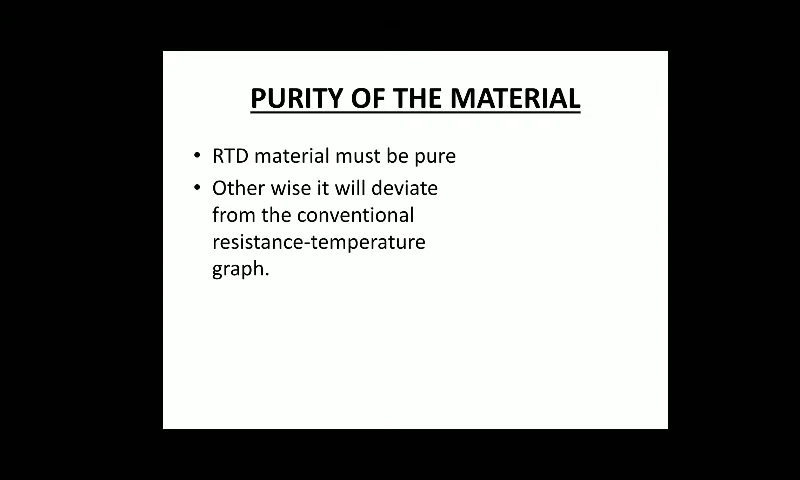 PURITY OF THE MATERIAL
• RTD material must be pure
• Other wise it will deviate
from the conventional
resistance-temperature
graph.